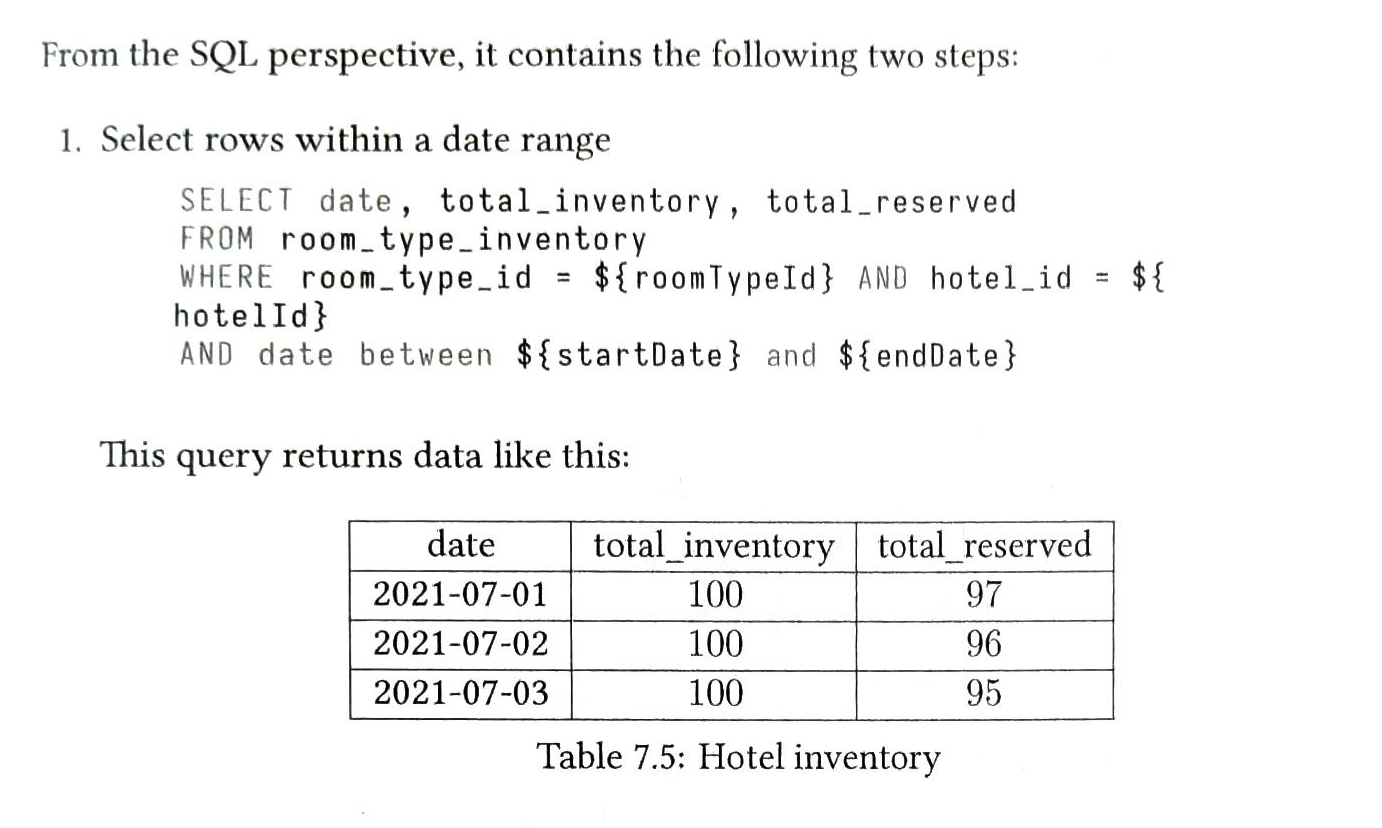 From the SQL perspective, it contains the following two steps:
1. Select rows within a date range
SELECT date, total_inventory, total_reserved
FROM room_type_inventory
WHERE room_type_id = ${roomTypeId} AND hotel_id = ${
hotelId}
AND date between ${startDate} and ${endDate}
This query returns data like this:
date total_inventory total_reserved
2021-07-01 100 97
2021-07-02 100 96
2021-07-03 100 95
Table 7.5: Hotel inventory